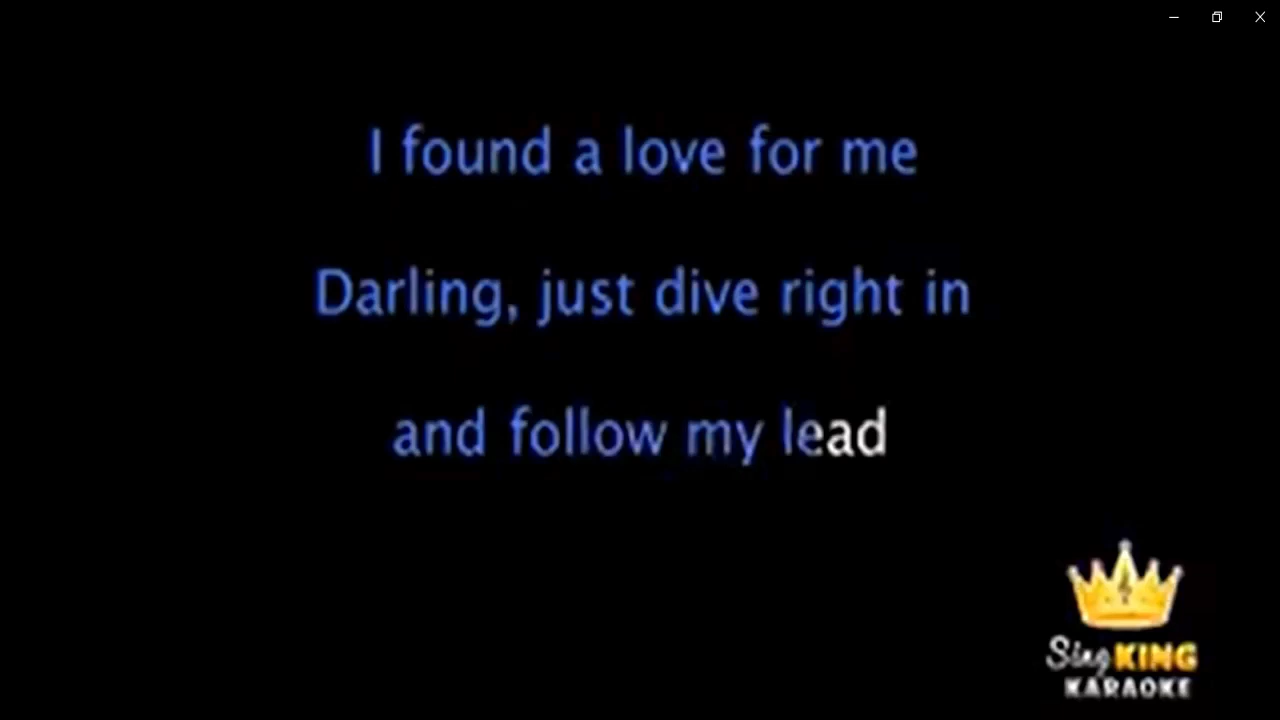 I found a love for me
Darling, just dive right in
and follow my lead
Sing KING
KARAOKE